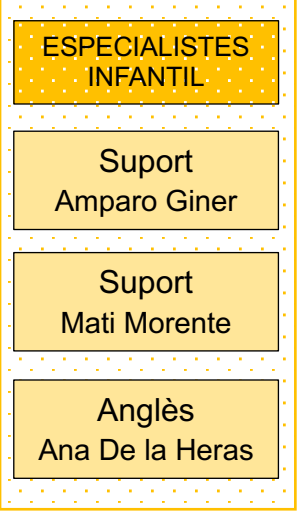 ESPECIALISTES
INFANTIL
Suport
Amparo Giner
Suport
Mati Morente
Anglès
Ana De la Heras